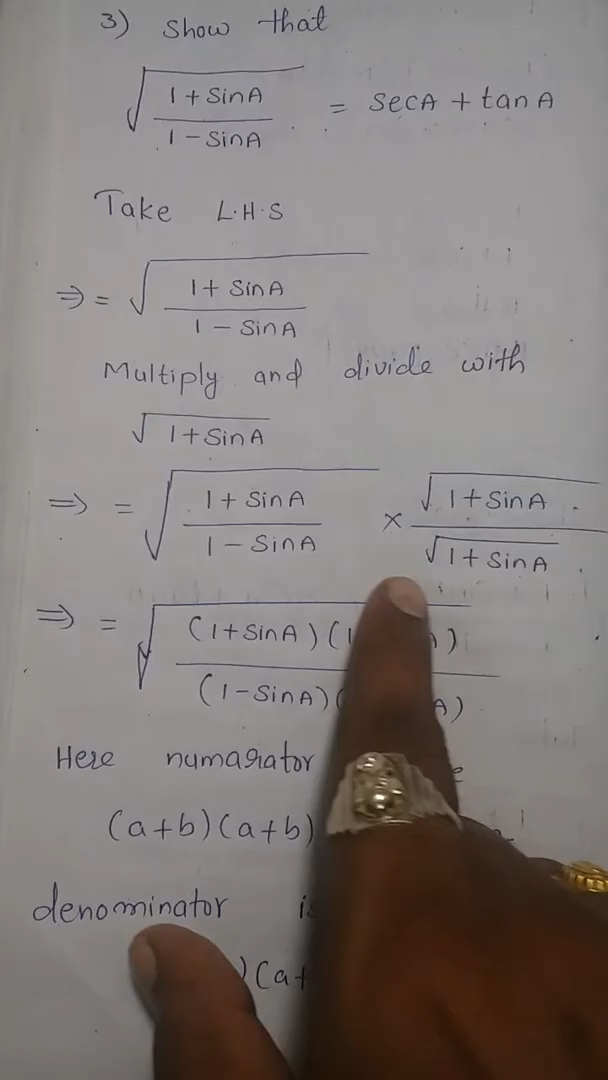 3) Show that
√(1+SinA / 1-SinA) = secA + tanA
Take L.H.S
⇒ = √(1+ SinA / 1 - SinA)
Multiply and divide with
√1+SinA
⇒ = √(1+ SinA / 1 - SinA) × √1+SinA / √1+SinA
⇒ = √((1+SinA)(1 A) / (1-SinA)( A))
Here numarator
(a+b)(a+b)
denominator
)(a+